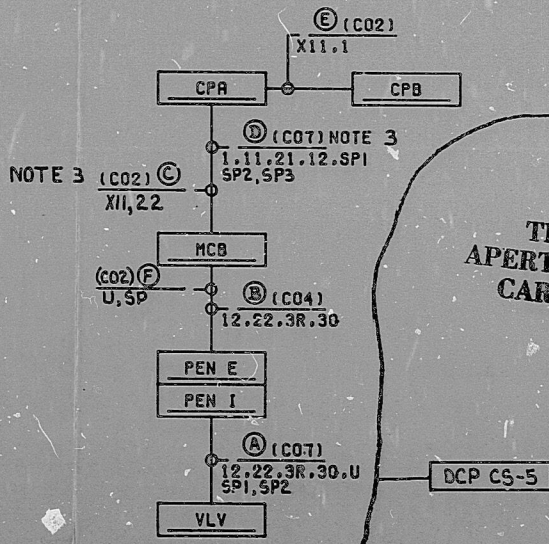 Ⓔ (C02)
X11.1
CPA
CPB
Ⓓ (C07) NOTE 3
1.11.21.12.SP1
SP2,SP3
NOTE 3 (C02) Ⓒ
X11,22
MCB
(C02) Ⓕ
U,SP
Ⓑ (C04)
12.22.3R.30
PEN E
PEN I
Ⓐ (C07)
12.22.3R.30.U
SP1,SP2
VLV
APERT
CAR
DCP CS-5